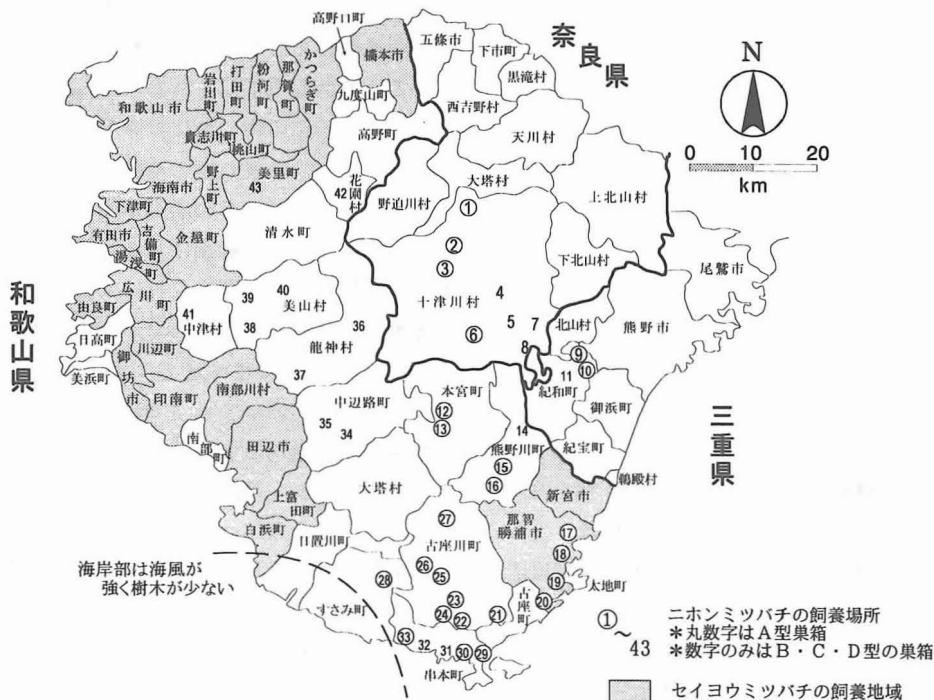 奈良県
和歌山県
三重県
N
0 10 20
km
高野口町
橋本市
かつらぎ町
那賀町
粉河町
打田町
岩出町
和歌山市
貴志川町
桃山町
九度山町
高野町
五條市
下市町
黒滝村
西吉野村
天川村
大塔村
野迫川村
上北山村
下北山村
十津川村
海南市
野上町
美里町
43
42
花園村
下津町
有田市
吉備町
金屋町
清水町
湯浅町
広川町
由良町
日高町
美浜町
御坊市
川辺町
中津村
41
39
38
40
美山村
36
龍神村
37
印南町
南部川村
南部町
田辺市
中辺路町
35
34
上富田町
白浜町
大塔村
日置川町
すさみ町
①
②
③
4
5
⑥
7
8
北山村
⑨
⑩
11
紀和町
熊野市
尾鷲市
御浜町
紀宝町
鵜殿村
本宮町
⑫
⑬
14
熊野川町
⑮
⑯
新宮市
那智勝浦市
⑰
⑱
⑲
⑳
太地町
古座町
古座川町
㉗
㉖
㉕
㉓
㉔
㉒
㉑
㉘
㉝
32
31
㉚
㉙
串本町
海岸部は海風が
強く樹木が少ない
①
～
43
ニホンミツバチの飼養場所
*丸数字はA型巣箱
*数字のみはB・C・D型の巣箱
セイヨウミツバチの飼養地域